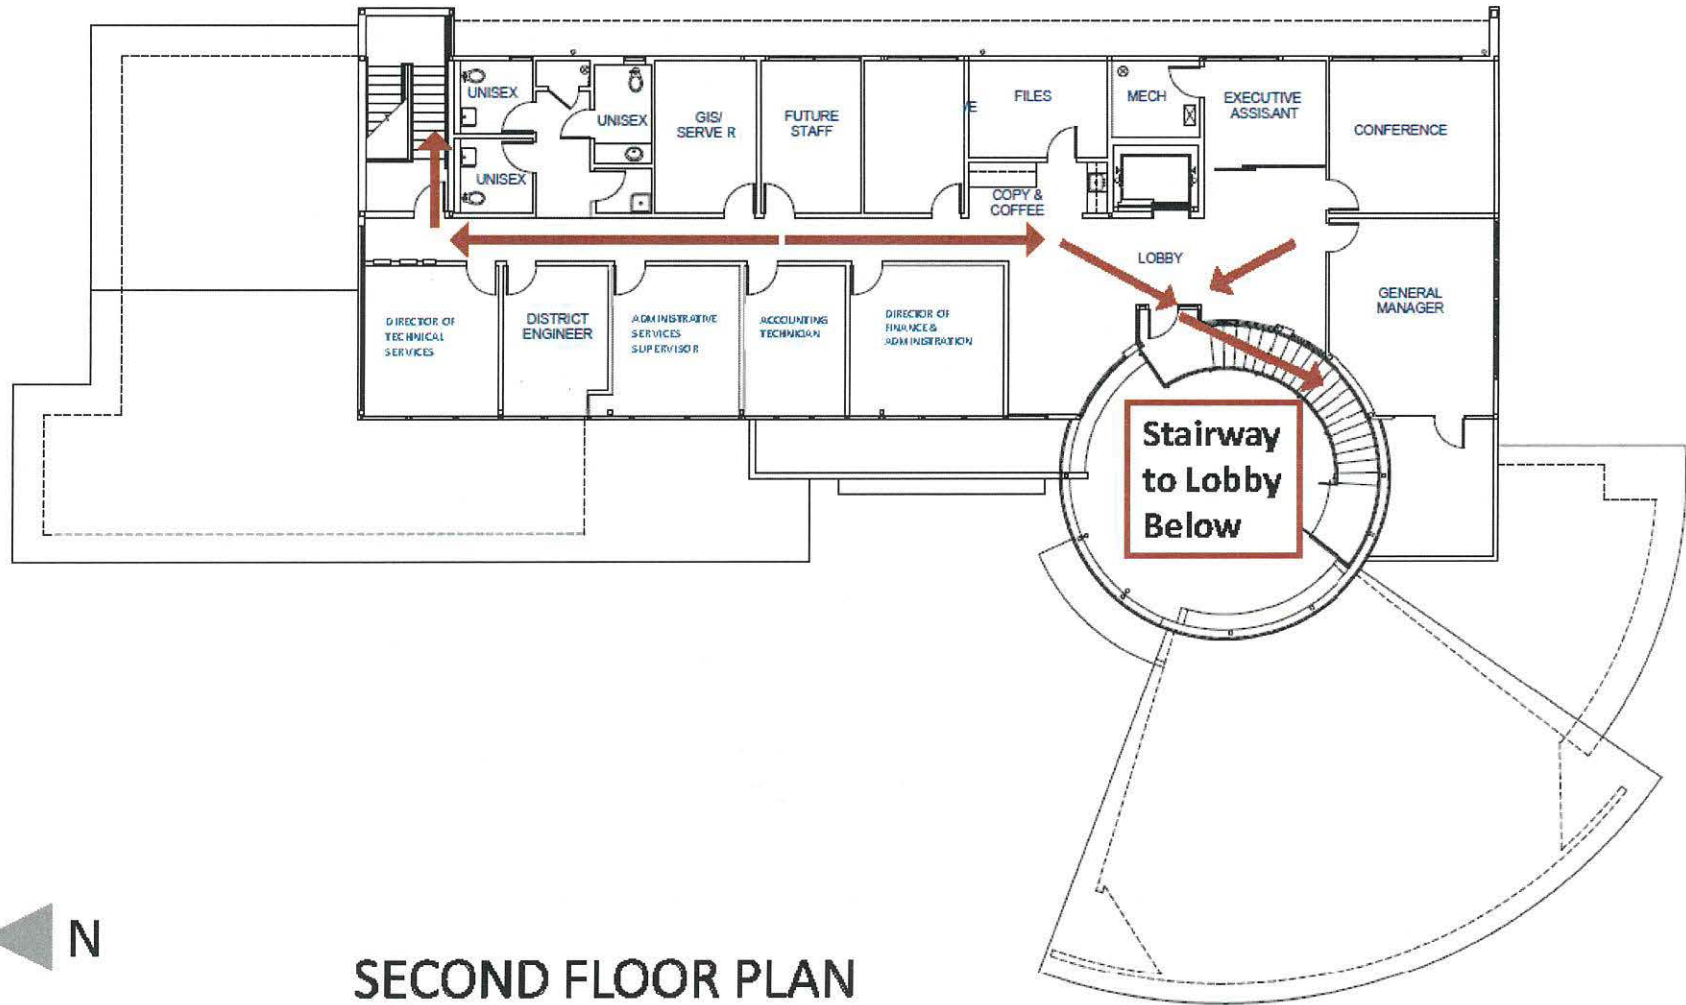 UNISEX
UNISEX
UNISEX
GIS/
SERVE R
FUTURE
STAFF
FILES
MECH
EXECUTIVE
ASSISANT
CONFERENCE
COPY &
COFFEE
LOBBY
GENERAL
MANAGER
DIRECTOR OF
TECHNICAL
SERVICES
DISTRICT
ENGINEER
ADMINISTRATIVE
SERVICES
SUPERVISOR
ACCOUNTING
TECHNICIAN
DIRECTOR OF
FINANCE &
ADMINISTRATION
Stairway
to Lobby
Below
N
SECOND FLOOR PLAN